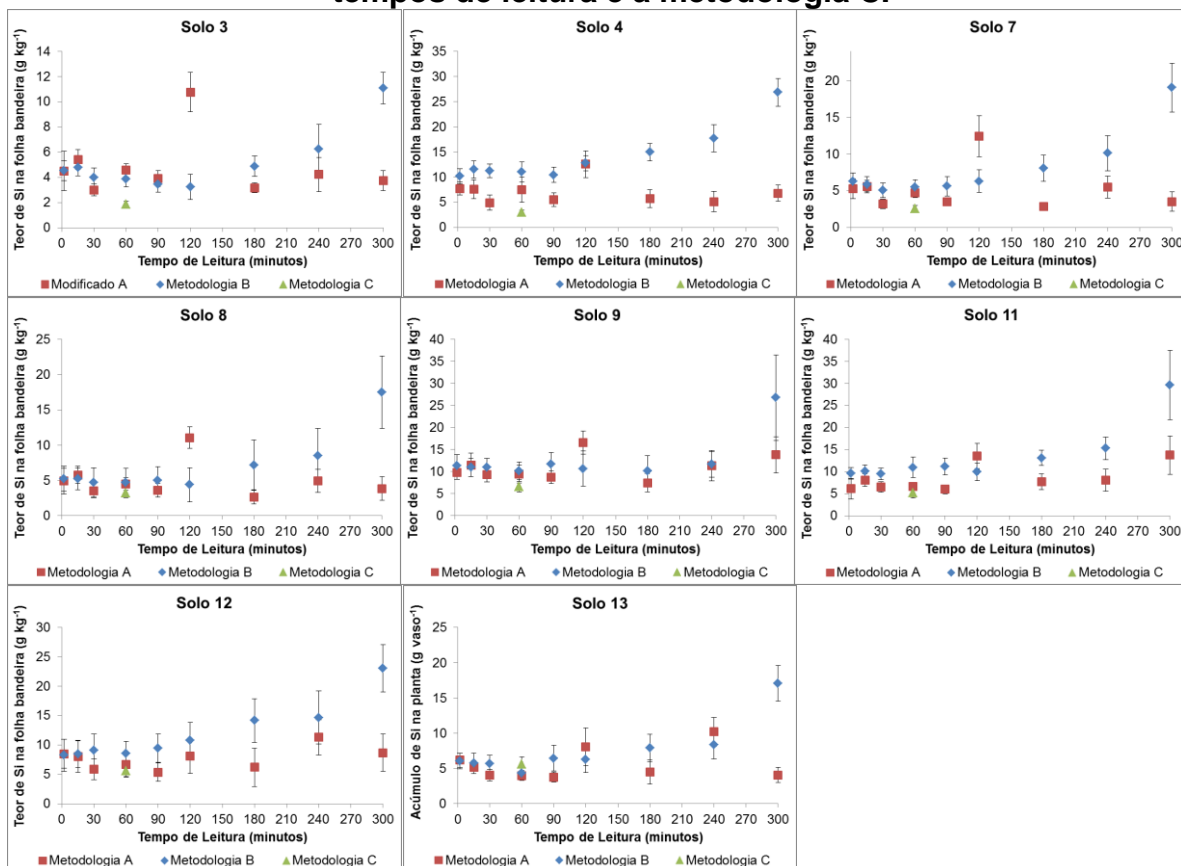 tempos de leitura e a metodologia C.
Solo 3
Teor de Si na folha bandeira (g kg⁻¹)
14
12
10
8
6
4
2
0
0 30 60 90 120 150 180 210 240 270 300
Tempo de Leitura (minutos)
Modificado A Metodologia B Metodologia C
Solo 4
Teor de Si na folha bandeira (g kg⁻¹)
35
30
25
20
15
10
5
0
0 30 60 90 120 150 180 210 240 270 300
Tempo de Leitura (minutos)
Metodologia A Metodologia B Metodologia C
Solo 7
Teor de Si na folha bandeira (g kg⁻¹)
20
15
10
5
0
0 30 60 90 120 150 180 210 240 270 300
Tempo de Leitura (minutos)
Metodologia A Metodologia B Metodologia C
Solo 8
Teor de Si na folha bandeira (g kg⁻¹)
25
20
15
10
5
0
0 30 60 90 120 150 180 210 240 270 300
Tempo de Leitura (minutos)
Metodologia A Metodologia B Metodologia C
Solo 9
Teor de Si na folha bandeira (g kg⁻¹)
40
35
30
25
20
15
10
5
0
0 30 60 90 120 150 180 210 240 270 300
Tempo de Leitura (minutos)
Metodologia A Metodologia B Metodologia C
Solo 11
Teor de Si na folha bandeira (g kg⁻¹)
40
35
30
25
20
15
10
5
0
0 30 60 90 120 150 180 210 240 270 300
Tempo de Leitura (minutos)
Metodologia A Metodologia B Metodologia C
Solo 12
Teor de Si na folha bandeira (g kg⁻¹)
30
25
20
15
10
5
0
0 30 60 90 120 150 180 210 240 270 300
Tempo de Leitura (minutos)
Metodologia A Metodologia B Metodologia C
Solo 13
Acúmulo de Si na planta (g vaso⁻¹)
25
20
15
10
5
0
0 30 60 90 120 150 180 210 240 270 300
Tempo de Leitura (minutos)
Metodologia A Metodologia B Metodologia C